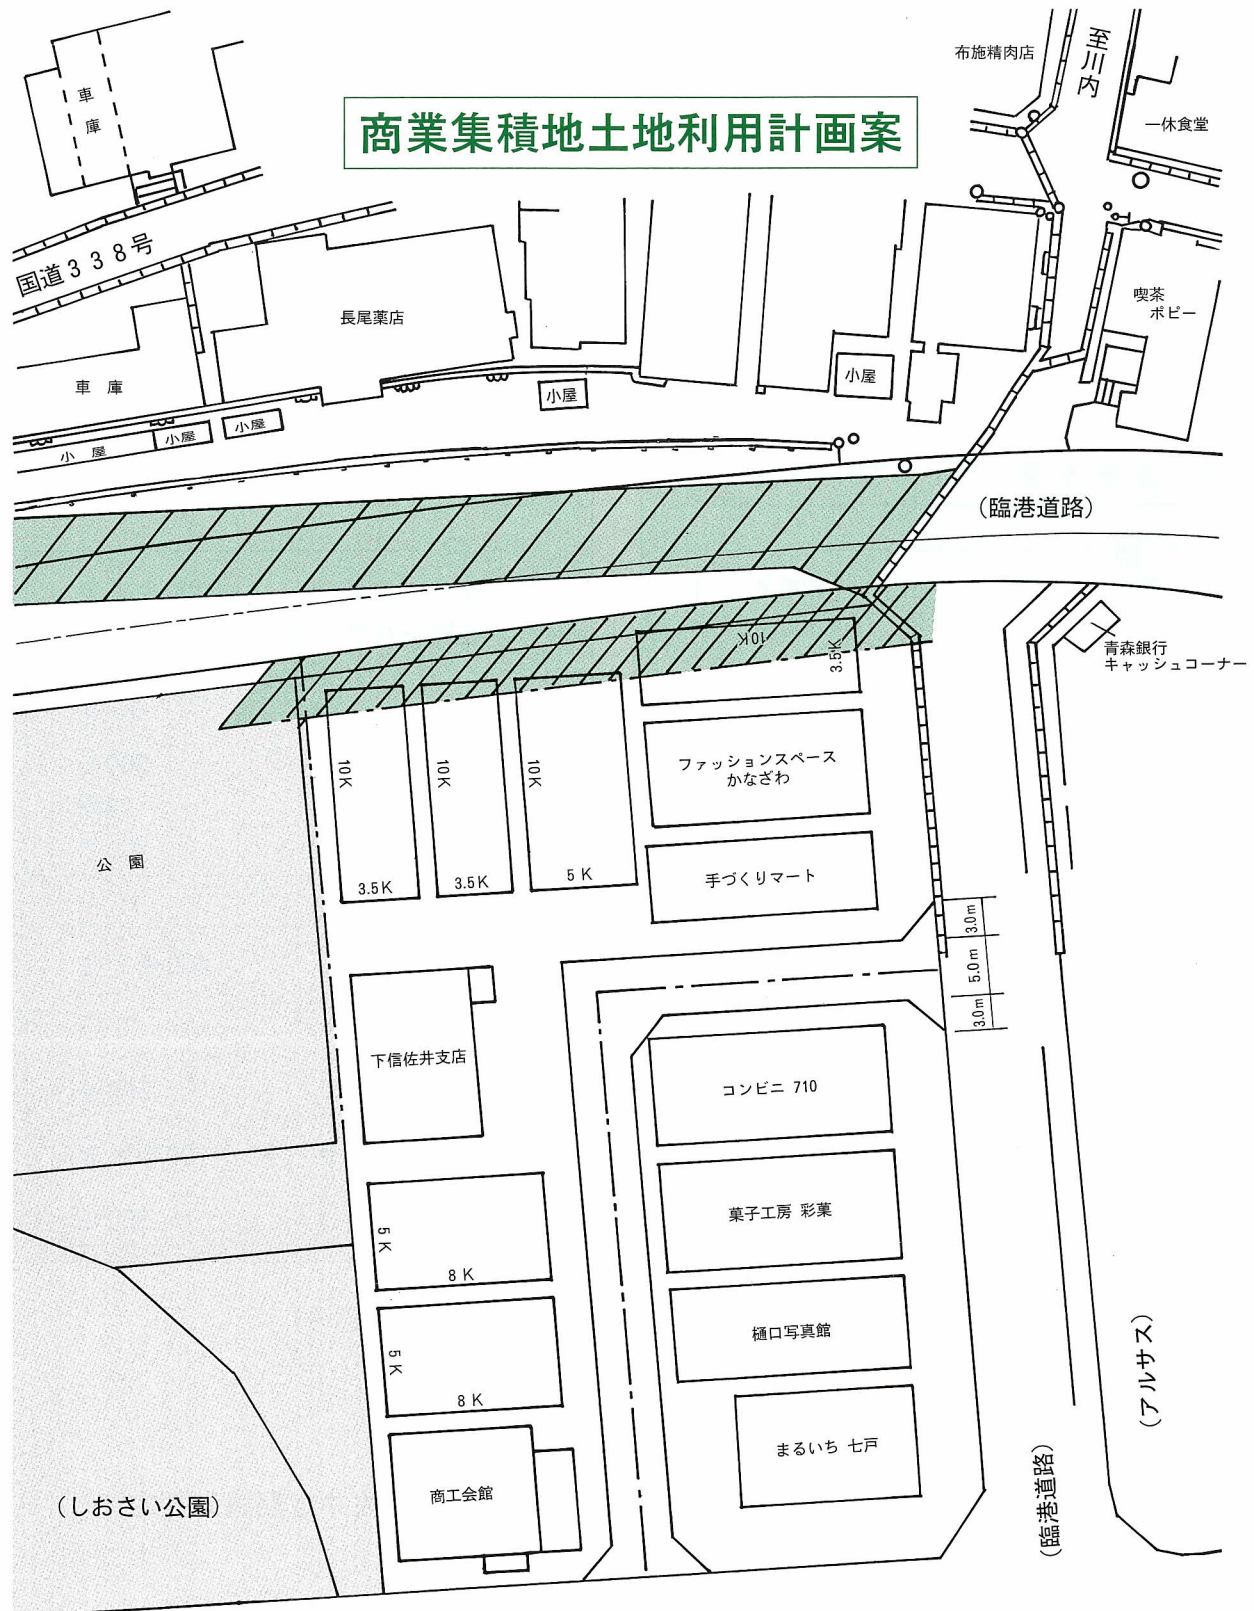 商業集積地土地利用計画案
車
庫
国道338号
布施精肉店
至川内
一休食堂
長尾薬店
喫茶
ポピー
車 庫
小屋
小屋
小屋
小屋
小 屋
(臨港道路)
10K
3.5K
青森銀行
キャッシュコーナー
10K
3.5K
10K
3.5K
10K
5 K
ファッションスペース
かなざわ
手づくりマート
公 園
3.0m
5.0m
3.0m
下信佐井支店
コンビニ 710
菓子工房 彩菓
5 K
8 K
樋口写真館
5 K
8 K
まるいち 七戸
商工会館
(しおさい公園)
(臨港道路)
(アルサス)